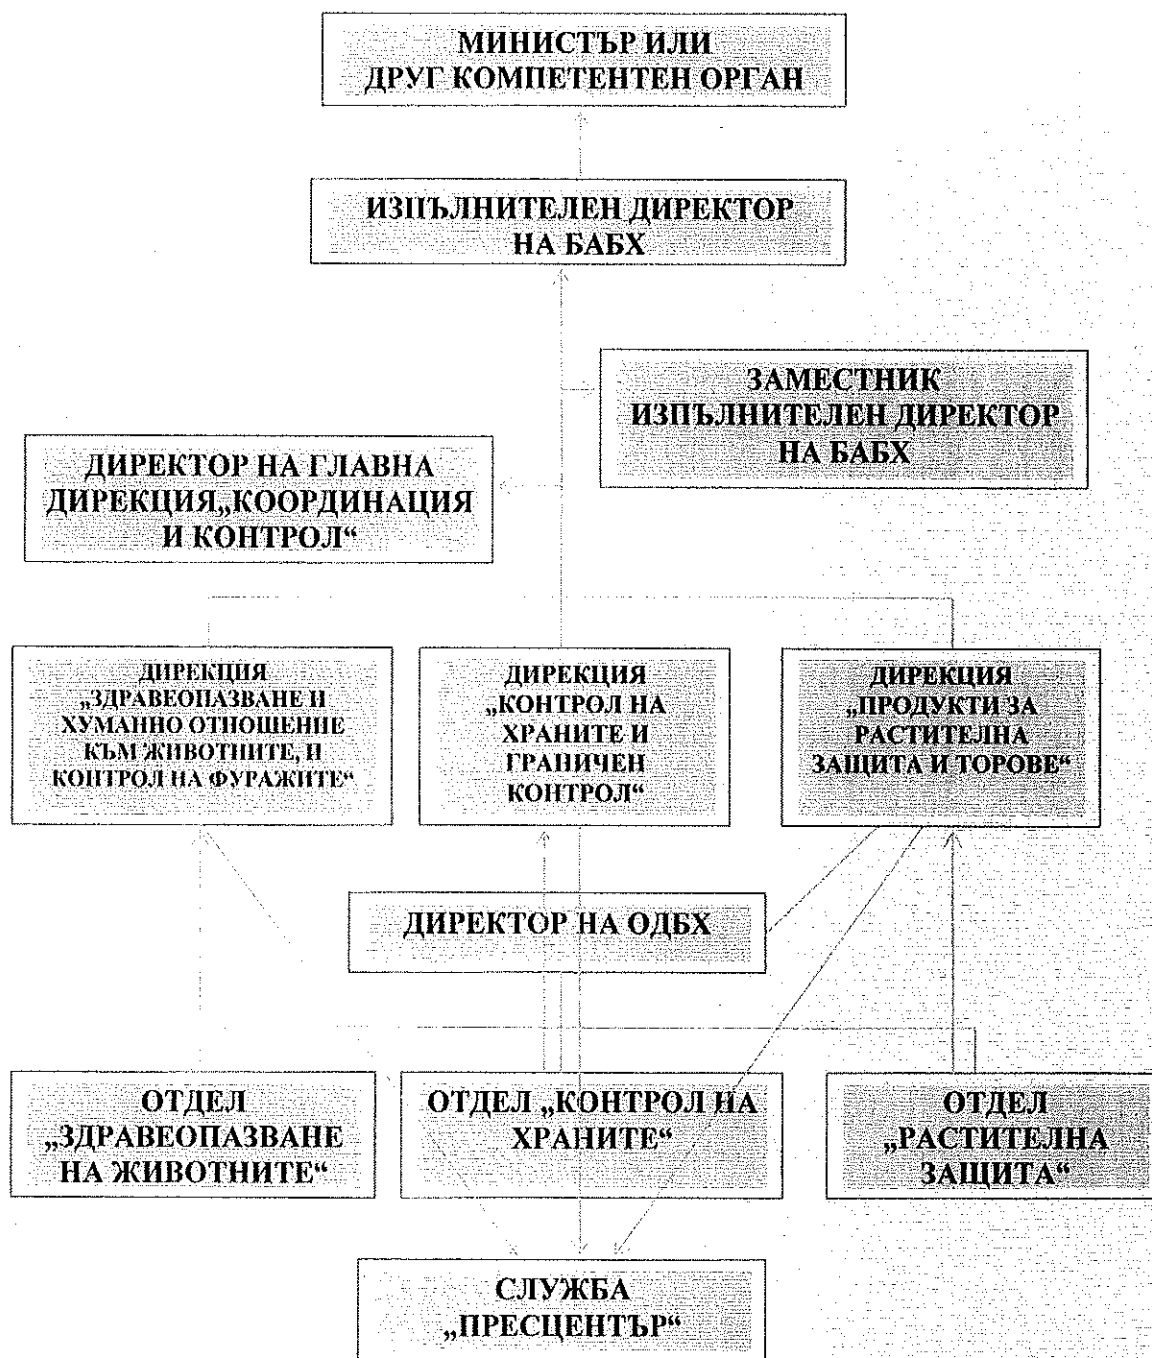 МИНИСТЪР ИЛИ
ДРУГ КОМПЕТЕНТЕН ОРГАН
ИЗПЪЛНИТЕЛЕН ДИРЕКТОР
НА БАБХ
ЗАМЕСТНИК
ИЗПЪЛНИТЕЛЕН ДИРЕКТОР
НА БАБХ
ДИРЕКТОР НА ГЛАВНА
ДИРЕКЦИЯ„КООРДИНАЦИЯ
И КОНТРОЛ“
ДИРЕКЦИЯ
„ЗДРАВЕОПАЗВАНЕ И
ХУМАННО ОТНОШЕНИЕ
КЪМ ЖИВОТНИТЕ, И
КОНТРОЛ НА ФУРАЖИТЕ“
ДИРЕКЦИЯ
„КОНТРОЛ НА
ХРАНИТЕ И
ГРАНИЧЕН
КОНТРОЛ“
ДИРЕКЦИЯ
„ПРОДУКТИ ЗА
РАСТИТЕЛНА
ЗАЩИТА И ТОРОВЕ“
ДИРЕКТОР НА ОДБХ
ОТДЕЛ
„ЗДРАВЕОПАЗВАНЕ
НА ЖИВОТНИТЕ“
ОТДЕЛ „КОНТРОЛ НА
ХРАНИТЕ“
ОТДЕЛ
„РАСТИТЕЛНА
ЗАЩИТА“
СЛУЖБА
„ПРЕСЦЕНТЪР“